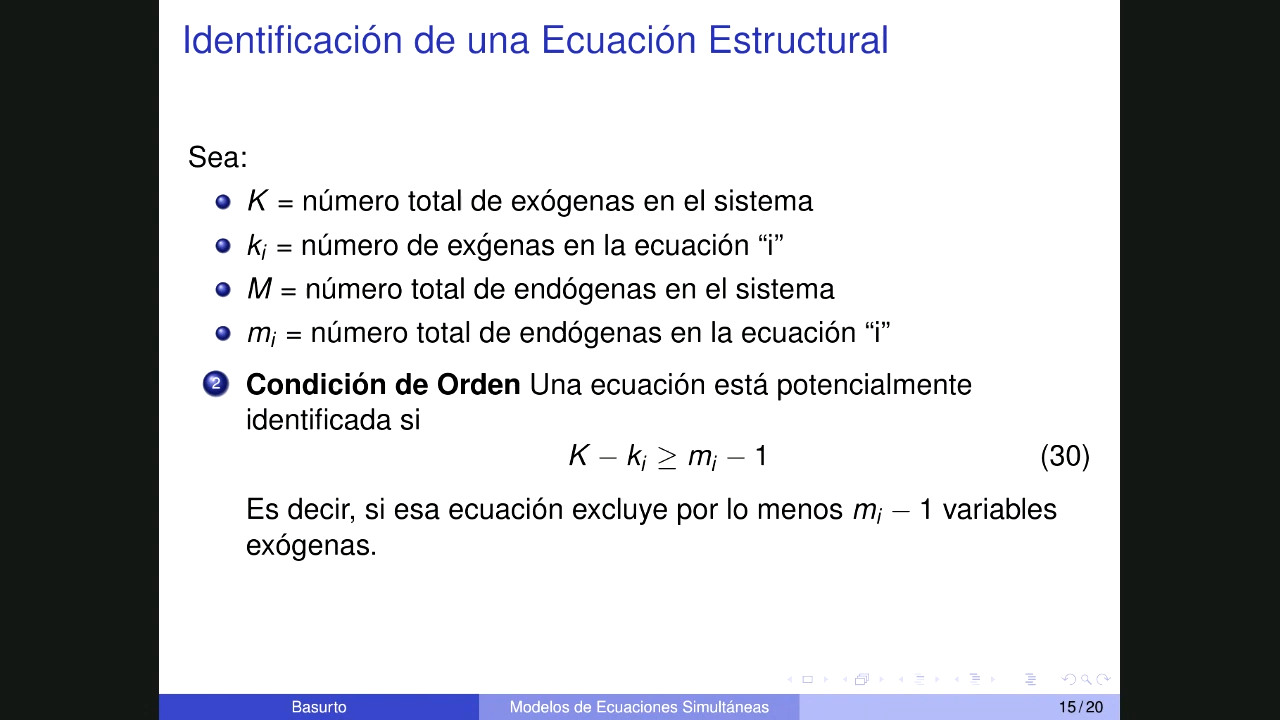 Identificación de una Ecuación Estructural
Sea:
K = número total de exógenas en el sistema
kᵢ = número de exǵenas en la ecuación “i”
M = número total de endógenas en el sistema
mᵢ = número total de endógenas en la ecuación “i”
2 Condición de Orden Una ecuación está potencialmente
identificada si
K − kᵢ ≥ mᵢ − 1 (30)
Es decir, si esa ecuación excluye por lo menos mᵢ − 1 variables
exógenas.
Basurto Modelos de Ecuaciones Simultáneas 15 / 20